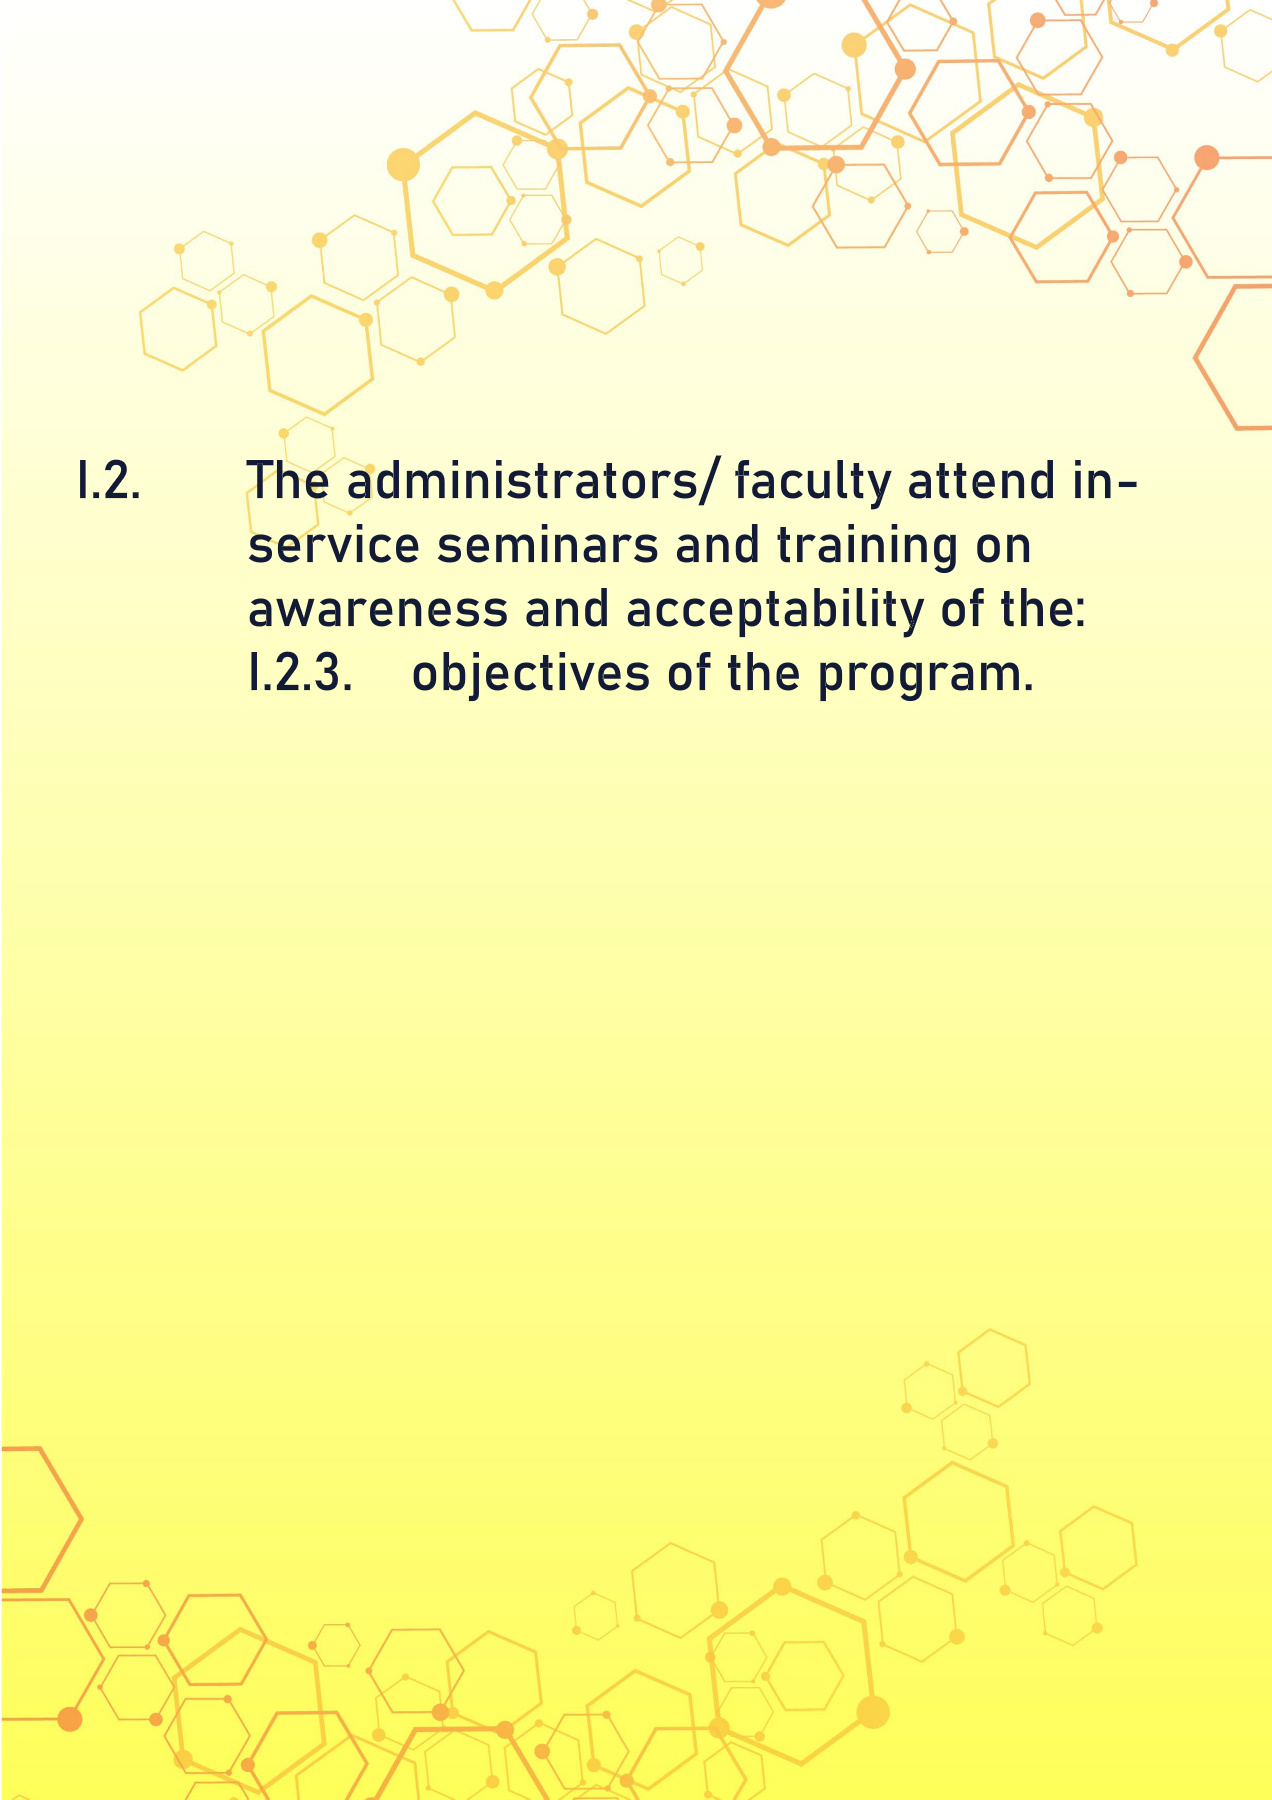 I.2. The administrators/ faculty attend in-
service seminars and training on
awareness and acceptability of the:
I.2.3. objectives of the program.